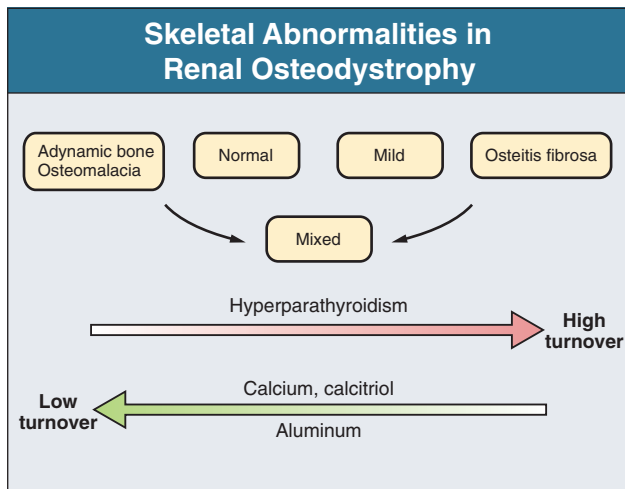 Skeletal Abnormalities in
Renal Osteodystrophy
Adynamic bone
Osteomalacia
Normal
Mild
Osteitis fibrosa
Mixed
Hyperparathyroidism
High
turnover
Calcium, calcitriol
Low
turnover
Aluminum